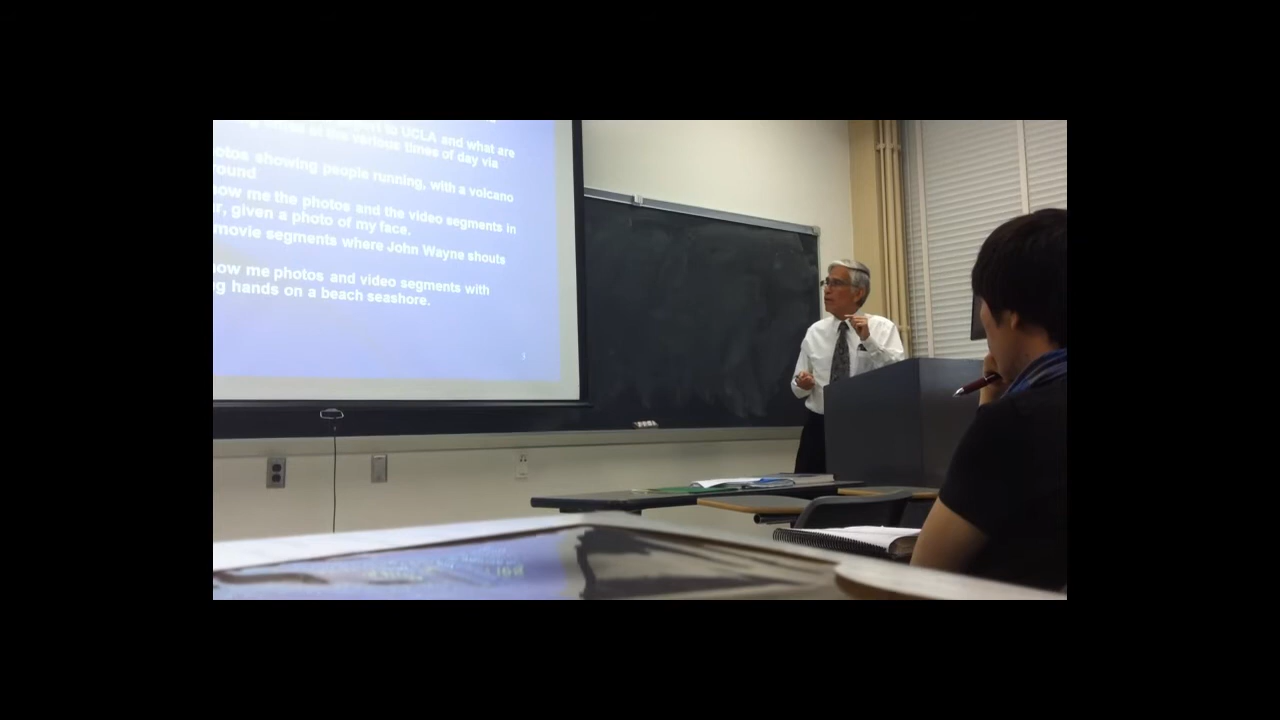 to UCLA and what are
of the various times of day via
otos showing people running, with a volcano
round
ow me the photos and the video segments in
r, given a photo of my face.
movie segments where John Wayne shouts
ow me photos and video segments with
g hands on a beach seashore.
3